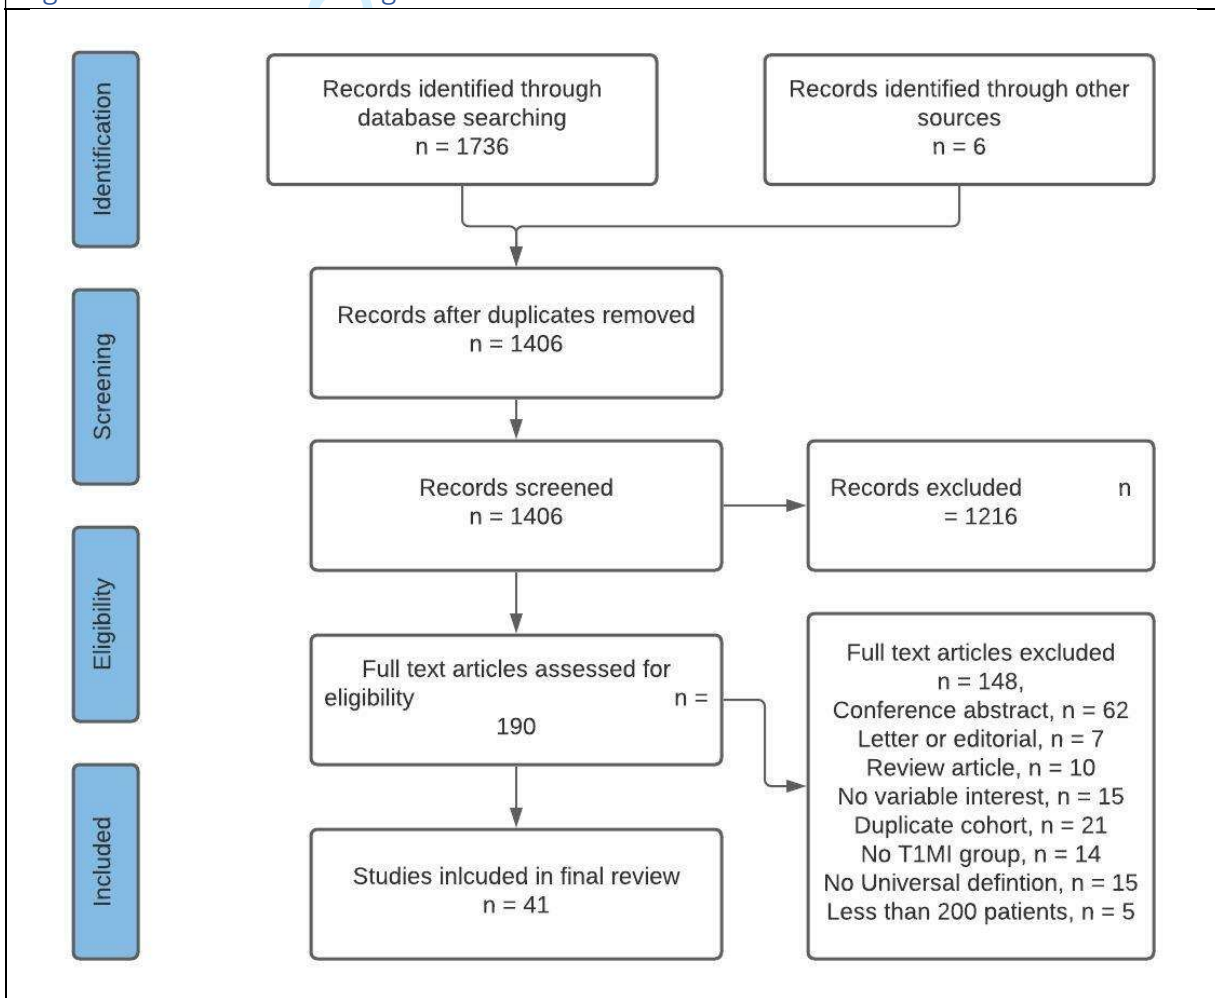 Identification
Records identified through
database searching
n = 1736
Records identified through other
sources
n = 6
Screening
Records after duplicates removed
n = 1406
Records screened
n = 1406
Records excluded n
= 1216
Eligibility
Full text articles assessed for
eligibility n =
190
Full text articles excluded
n = 148,
Conference abstract, n = 62
Letter or editorial, n = 7
Review article, n = 10
No variable interest, n = 15
Duplicate cohort, n = 21
No T1MI group, n = 14
No Universal defintion, n = 15
Less than 200 patients, n = 5
Included
Studies inlcuded in final review
n = 41